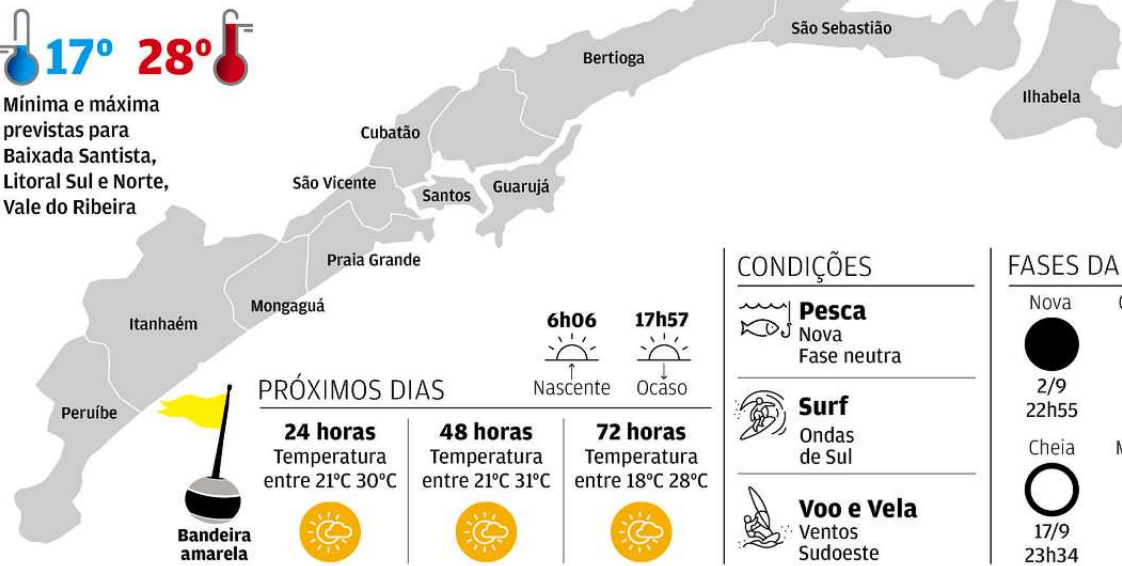 17º 28º
Mínima e máxima
previstas para
Baixada Santista,
Litoral Sul e Norte,
Vale do Ribeira
São Sebastião
Bertioga
Ilhabela
Cubatão
São Vicente
Santos
Guarujá
Praia Grande
Mongaguá
Itanhaém
Peruíbe
Bandeira
amarela
6h06
Nascente
17h57
Ocaso
PRÓXIMOS DIAS
24 horas
Temperatura
entre 21ºC 30ºC
48 horas
Temperatura
entre 21ºC 31ºC
72 horas
Temperatura
entre 18ºC 28ºC
CONDIÇÕES
Pesca
Nova
Fase neutra
Surf
Ondas
de Sul
Voo e Vela
Ventos
Sudoeste
FASES DA
Nova
2/9
22h55
Cheia
17/9
23h34